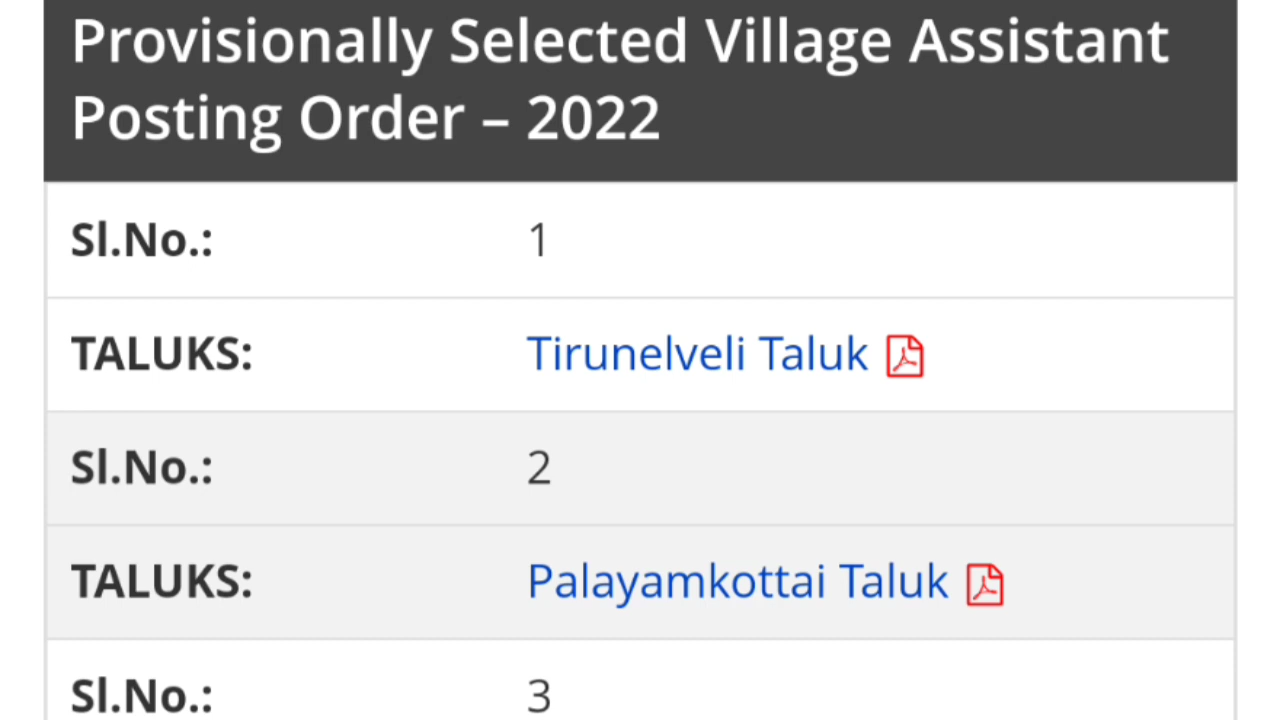 Provisionally Selected Village Assistant
Posting Order – 2022
Sl.No.: 1
TALUKS: Tirunelveli Taluk
Sl.No.: 2
TALUKS: Palayamkottai Taluk
Sl.No.: 3